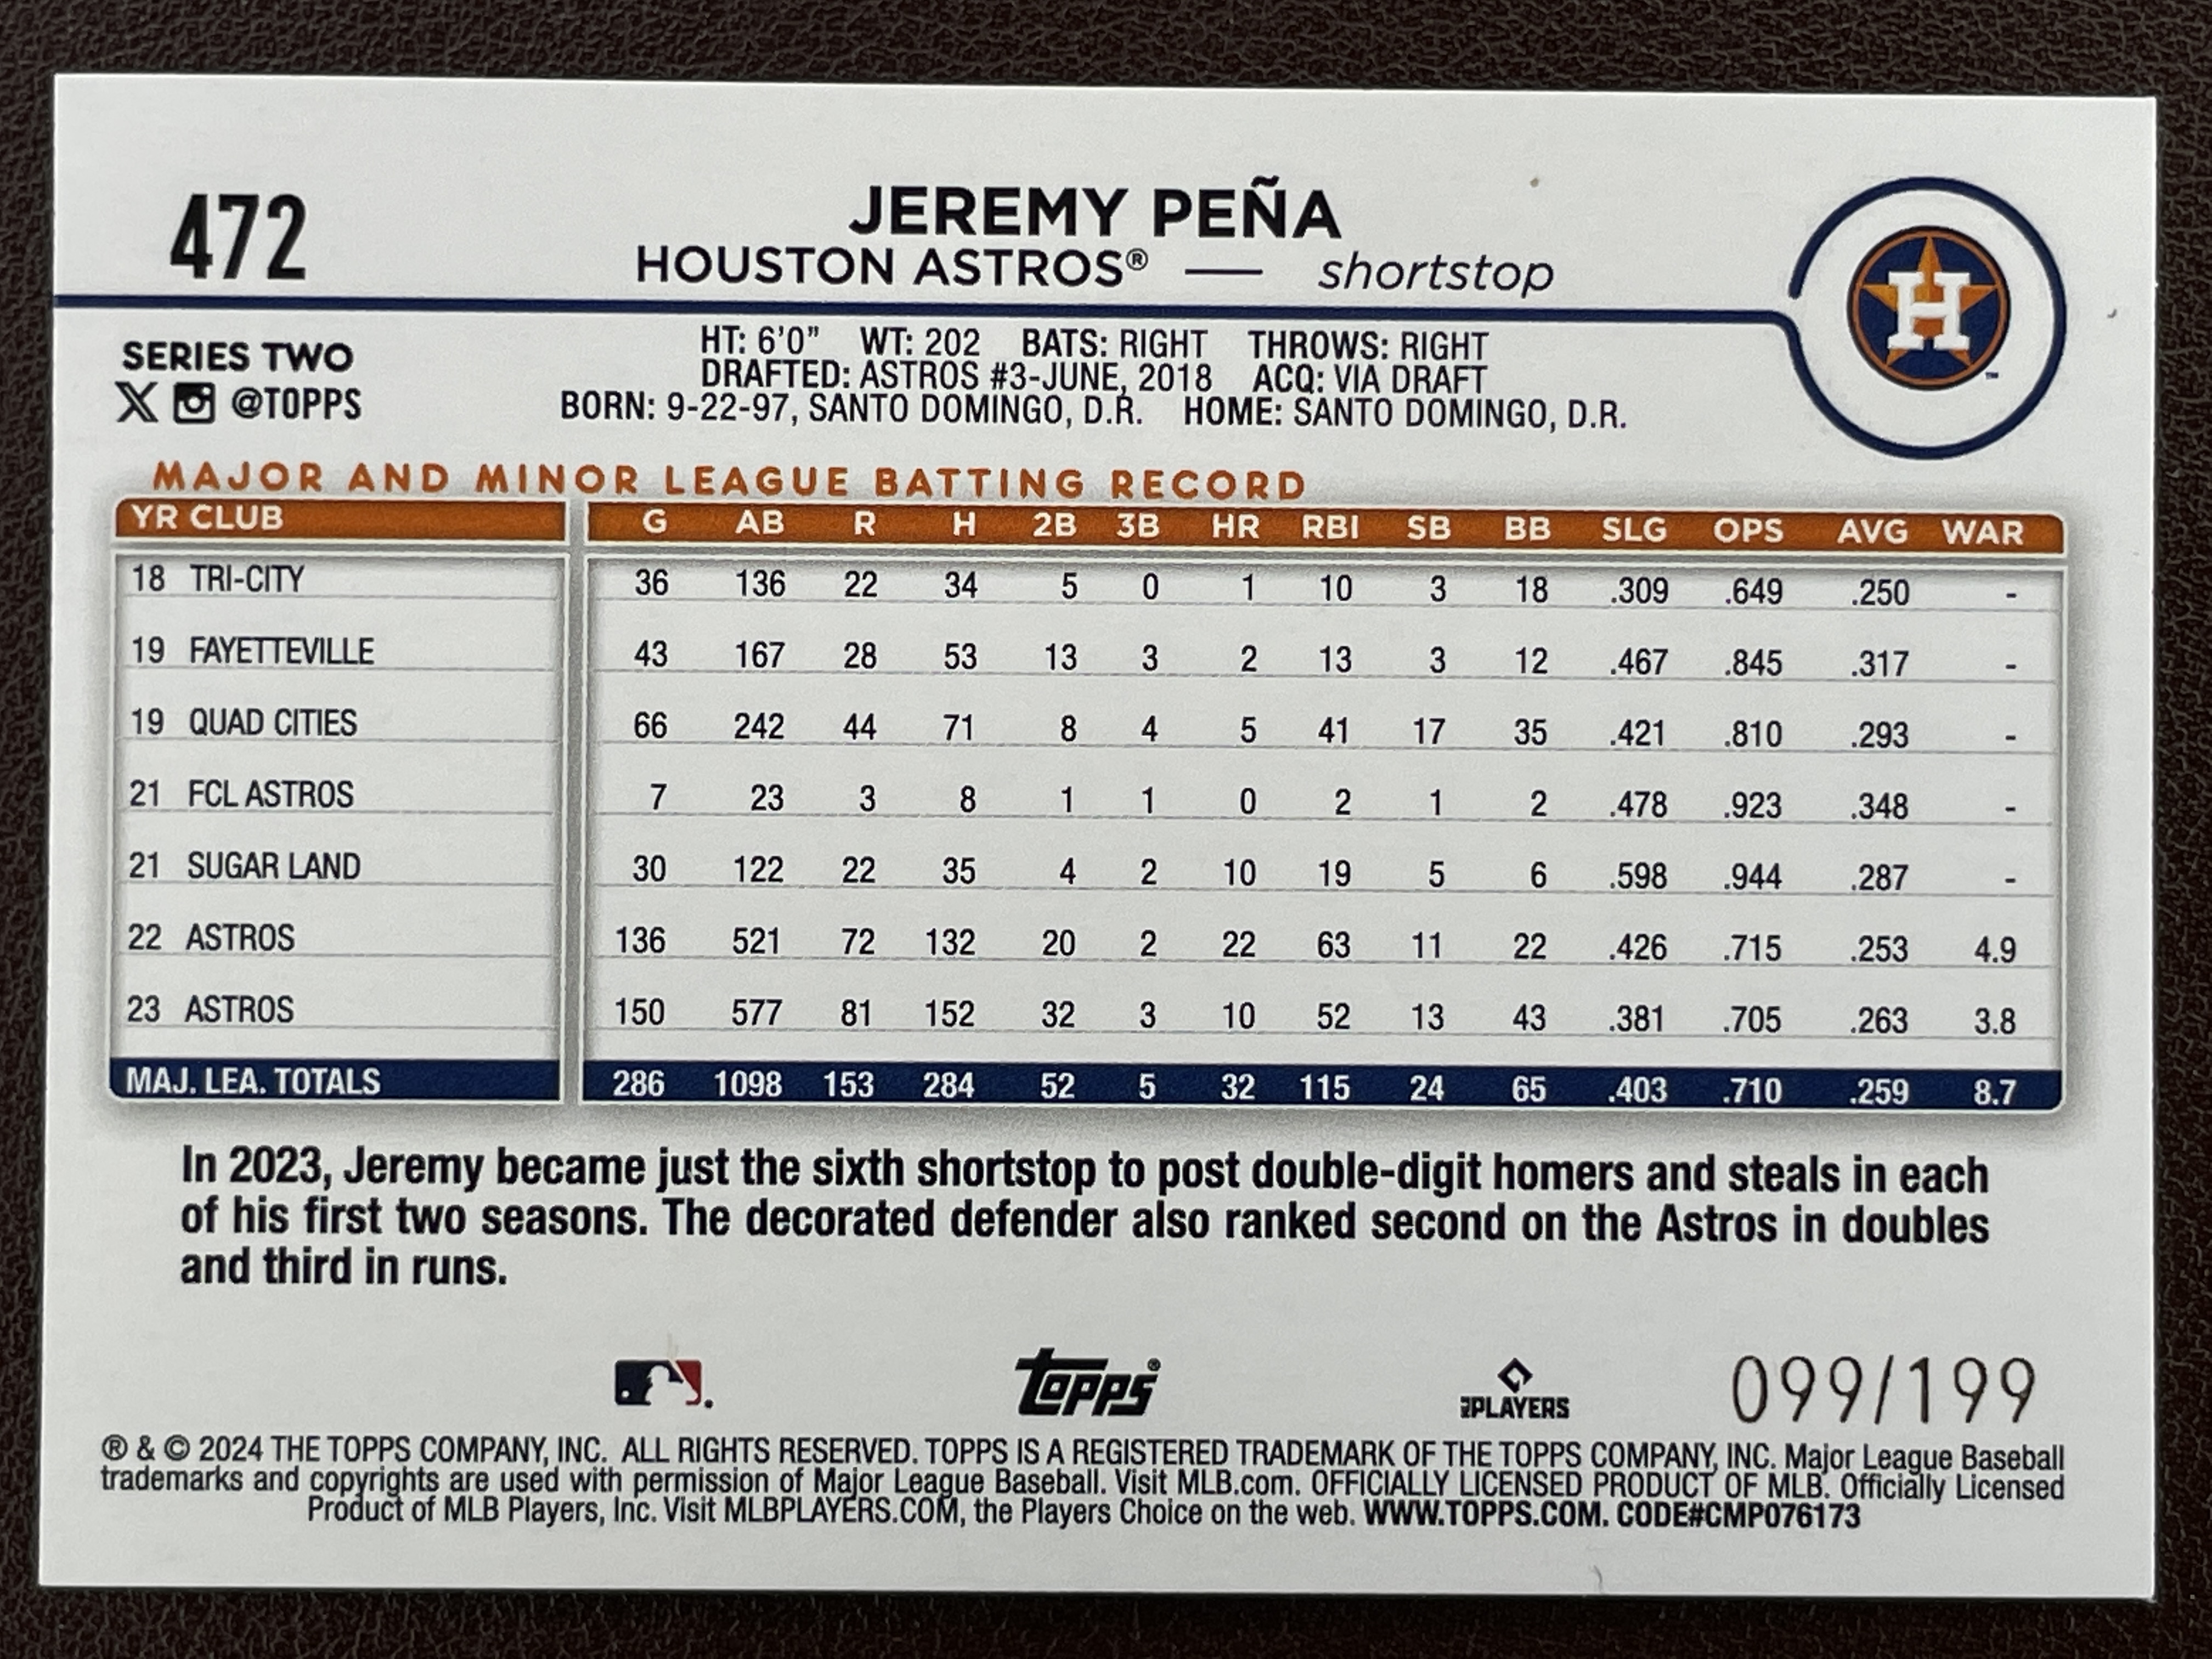 472
JEREMY PEÑA
HOUSTON ASTROS® — shortstop
H
™
SERIES TWO
X @TOPPS
HT: 6'0" WT: 202 BATS: RIGHT THROWS: RIGHT
DRAFTED: ASTROS #3-JUNE, 2018 ACQ: VIA DRAFT
BORN: 9-22-97, SANTO DOMINGO, D.R. HOME: SANTO DOMINGO, D.R.
MAJOR AND MINOR LEAGUE BATTING RECORD
YR CLUB G AB R H 2B 3B HR RBI SB BB SLG OPS AVG WAR
18 TRI-CITY 36 136 22 34 5 0 1 10 3 18 .309 .649 .250 -
19 FAYETTEVILLE 43 167 28 53 13 3 2 13 3 12 .467 .845 .317 -
19 QUAD CITIES 66 242 44 71 8 4 5 41 17 35 .421 .810 .293 -
21 FCL ASTROS 7 23 3 8 1 1 0 2 1 2 .478 .923 .348 -
21 SUGAR LAND 30 122 22 35 4 2 10 19 5 6 .598 .944 .287 -
22 ASTROS 136 521 72 132 20 2 22 63 11 22 .426 .715 .253 4.9
23 ASTROS 150 577 81 152 32 3 10 52 13 43 .381 .705 .263 3.8
MAJ. LEA. TOTALS 286 1098 153 284 52 5 32 115 24 65 .403 .710 .259 8.7
In 2023, Jeremy became just the sixth shortstop to post double-digit homers and steals in each
of his first two seasons. The decorated defender also ranked second on the Astros in doubles
and third in runs.
topps®
PLAYERS
099/199
® & © 2024 THE TOPPS COMPANY, INC. ALL RIGHTS RESERVED. TOPPS IS A REGISTERED TRADEMARK OF THE TOPPS COMPANY, INC. Major League Baseball
trademarks and copyrights are used with permission of Major League Baseball. Visit MLB.com. OFFICIALLY LICENSED PRODUCT OF MLB. Officially Licensed
Product of MLB Players, Inc. Visit MLBPLAYERS.COM, the Players Choice on the web. WWW.TOPPS.COM. CODE#CMP076173